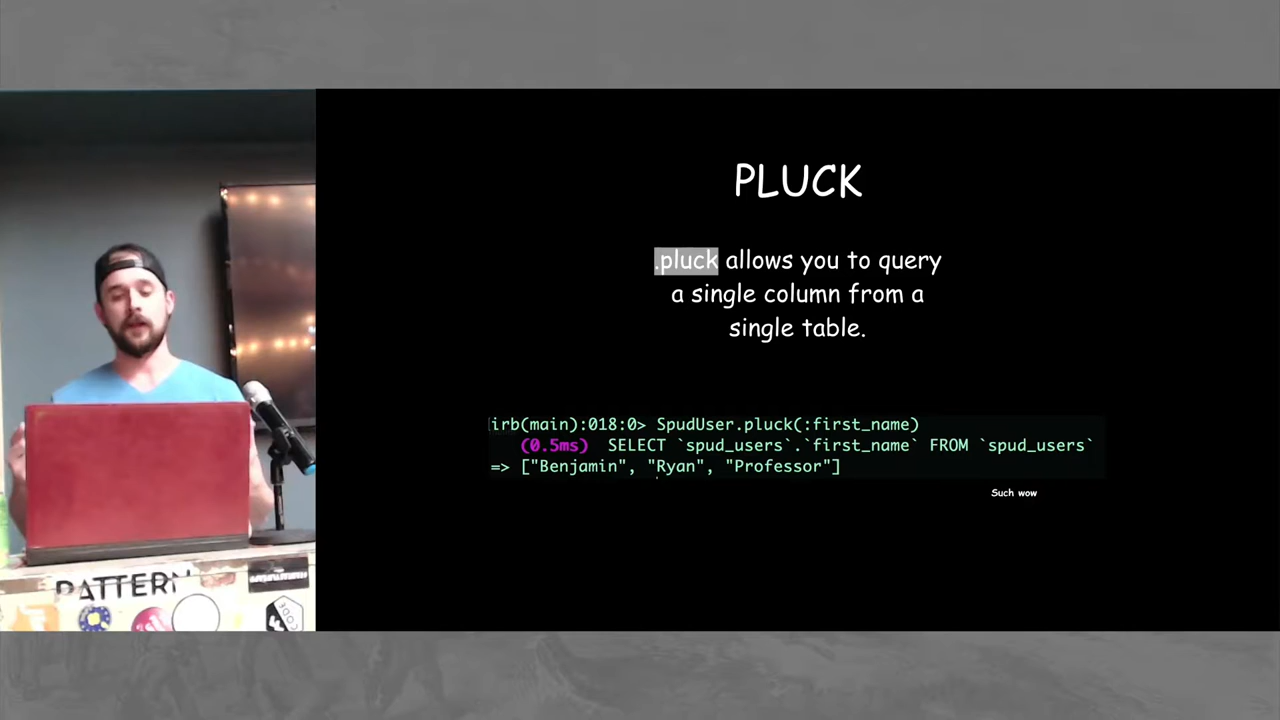 PLUCK
.pluck allows you to query
a single column from a
single table.
irb(main):018:0> SpudUser.pluck(:first_name)
(0.5ms) SELECT `spud_users`.`first_name` FROM `spud_users`
=> ["Benjamin", "Ryan", "Professor"]
Such wow
PATTERN
CODE